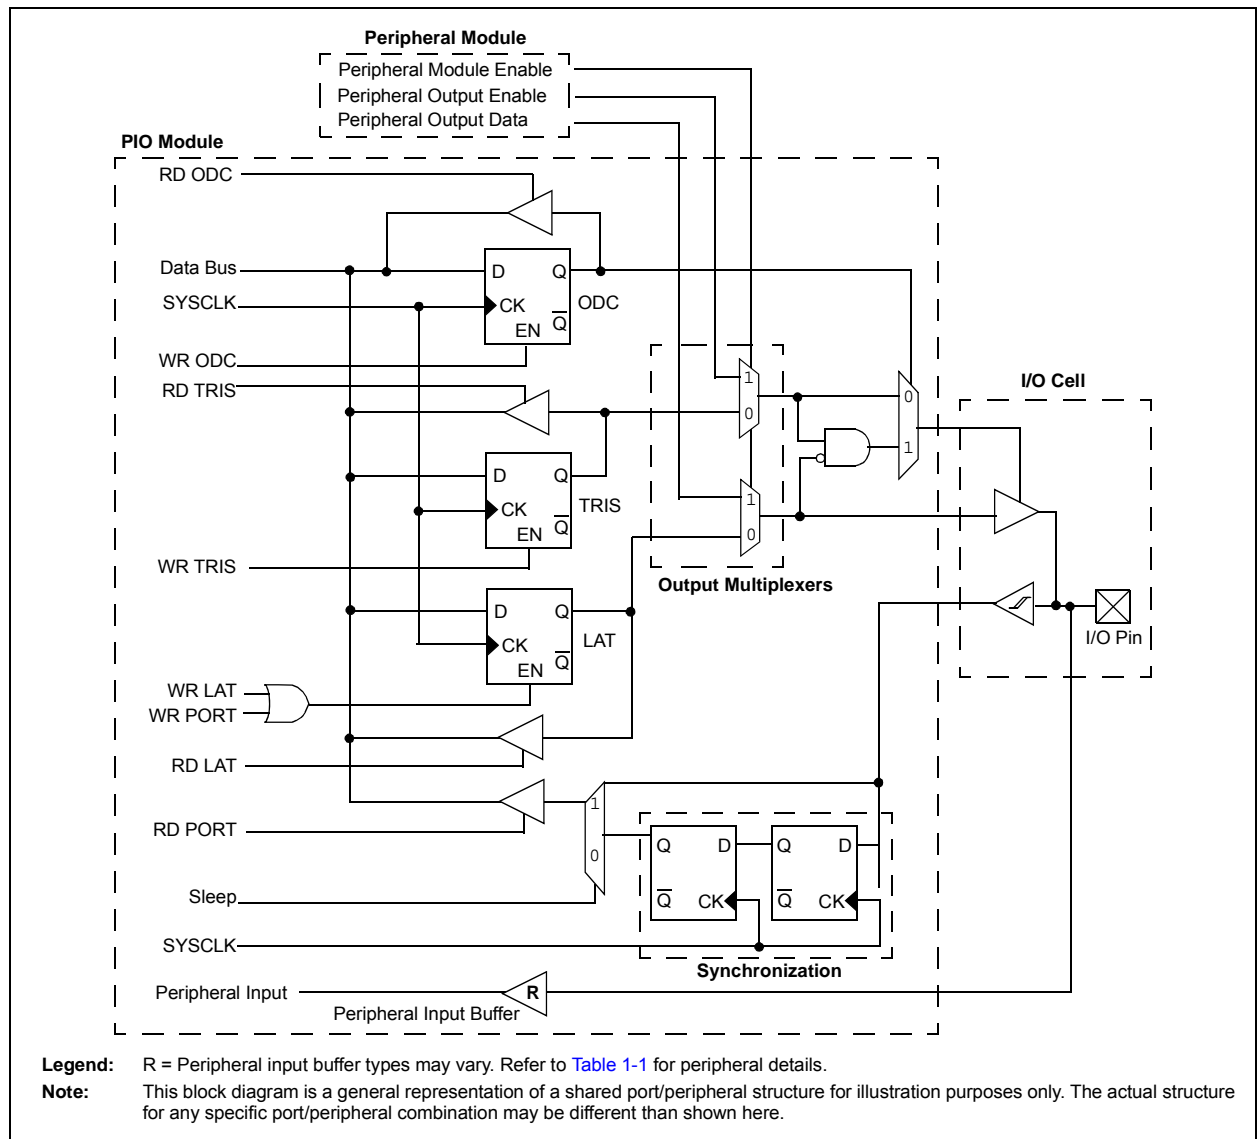 Peripheral Module
Peripheral Module Enable
Peripheral Output Enable
Peripheral Output Data
PIO Module
RD ODC
Data Bus
D Q
SYSCLK
CK
ODC
EN Q̅
WR ODC
RD TRIS
1
0
0
1
I/O Cell
D Q
CK
TRIS
EN Q̅
1
0
WR TRIS
Output Multiplexers
D Q
CK
LAT
EN Q̅
I/O Pin
WR LAT
WR PORT
RD LAT
RD PORT
1
0
Q D
Q̅ CK
Q D
Q̅ CK
Sleep
SYSCLK
Synchronization
Peripheral Input
R
Peripheral Input Buffer
Legend: R = Peripheral input buffer types may vary. Refer to Table 1-1 for peripheral details.
Note: This block diagram is a general representation of a shared port/peripheral structure for illustration purposes only. The actual structure
for any specific port/peripheral combination may be different than shown here.